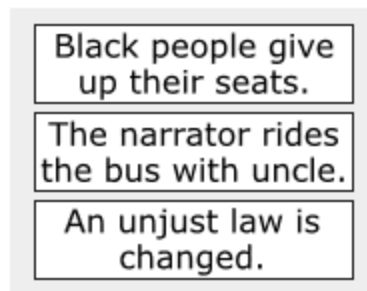 Black people give
up their seats.
The narrator rides
the bus with uncle.
An unjust law is
changed.